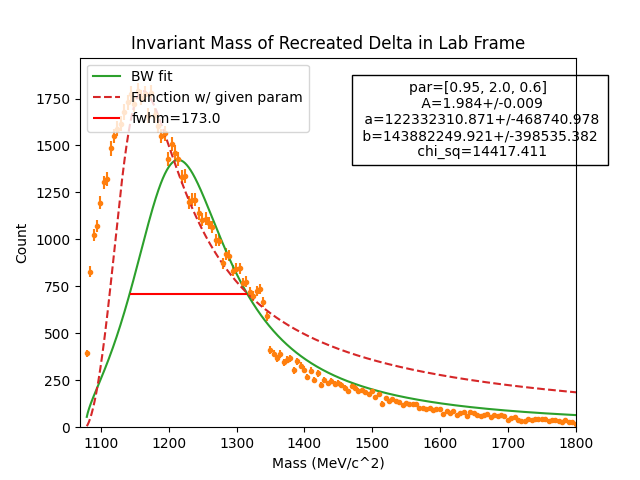 Invariant Mass of Recreated Delta in Lab Frame
BW fit
Function w/ given param
fwhm=173.0
par=[0.95, 2.0, 0.6]
A=1.984+/-0.009
a=122332310.871+/-468740.978
b=143882249.921+/-398535.382
chi_sq=14417.411
Count
1750
1500
1250
1000
750
500
250
0
1100 1200 1300 1400 1500 1600 1700 1800
Mass (MeV/c^2)